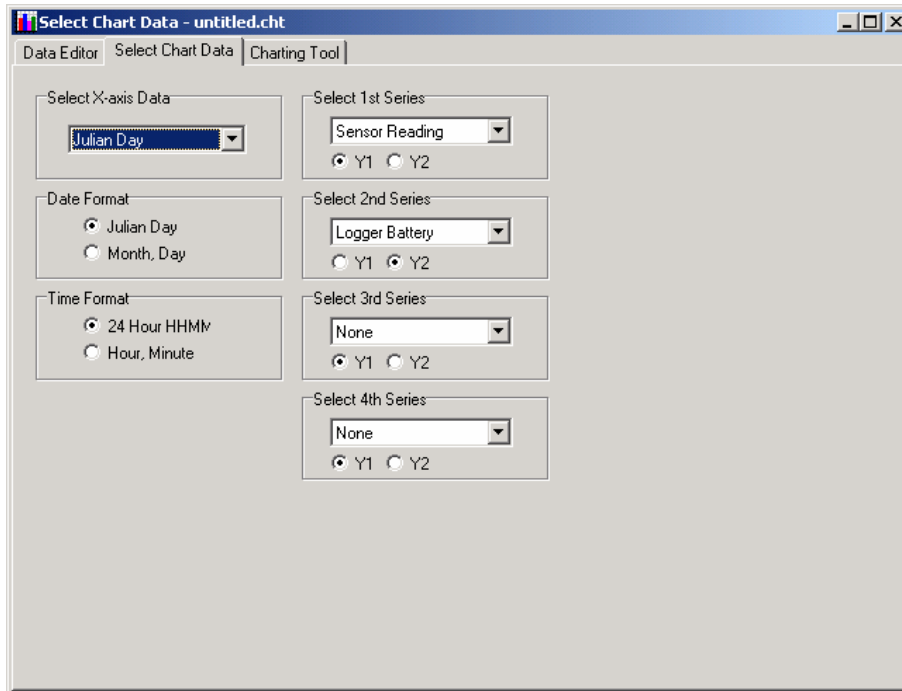 Select Chart Data - untitled.cht
Data Editor Select Chart Data Charting Tool
Select X-axis Data
Julian Day
Date Format
Julian Day
Month, Day
Time Format
24 Hour HHMM
Hour, Minute
Select 1st Series
Sensor Reading
Y1 Y2
Select 2nd Series
Logger Battery
Y1 Y2
Select 3rd Series
None
Y1 Y2
Select 4th Series
None
Y1 Y2